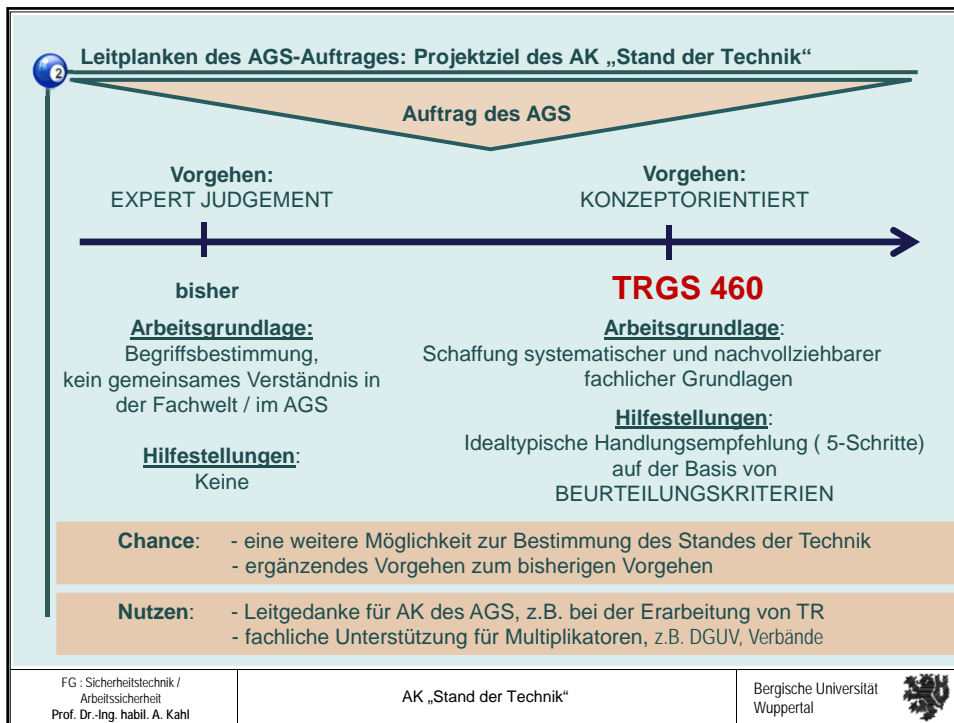 Leitplanken des AGS-Auftrages: Projektziel des AK „Stand der Technik“
2
Auftrag des AGS
Vorgehen:
EXPERT JUDGEMENT
Vorgehen:
KONZEPTORIENTIERT
bisher
Arbeitsgrundlage:
Begriffsbestimmung,
kein gemeinsames Verständnis in
der Fachwelt / im AGS
Hilfestellungen:
Keine
TRGS 460
Arbeitsgrundlage:
Schaffung systematischer und nachvollziehbarer
fachlicher Grundlagen
Hilfestellungen:
Idealtypische Handlungsempfehlung ( 5-Schritte)
auf der Basis von
BEURTEILUNGSKRITERIEN
Chance: - eine weitere Möglichkeit zur Bestimmung des Standes der Technik
- ergänzendes Vorgehen zum bisherigen Vorgehen
Nutzen: - Leitgedanke für AK des AGS, z.B. bei der Erarbeitung von TR
- fachliche Unterstützung für Multiplikatoren, z.B. DGUV, Verbände
FG : Sicherheitstechnik /
Arbeitssicherheit
Prof. Dr.-Ing. habil. A. Kahl
AK „Stand der Technik“
Bergische Universität
Wuppertal